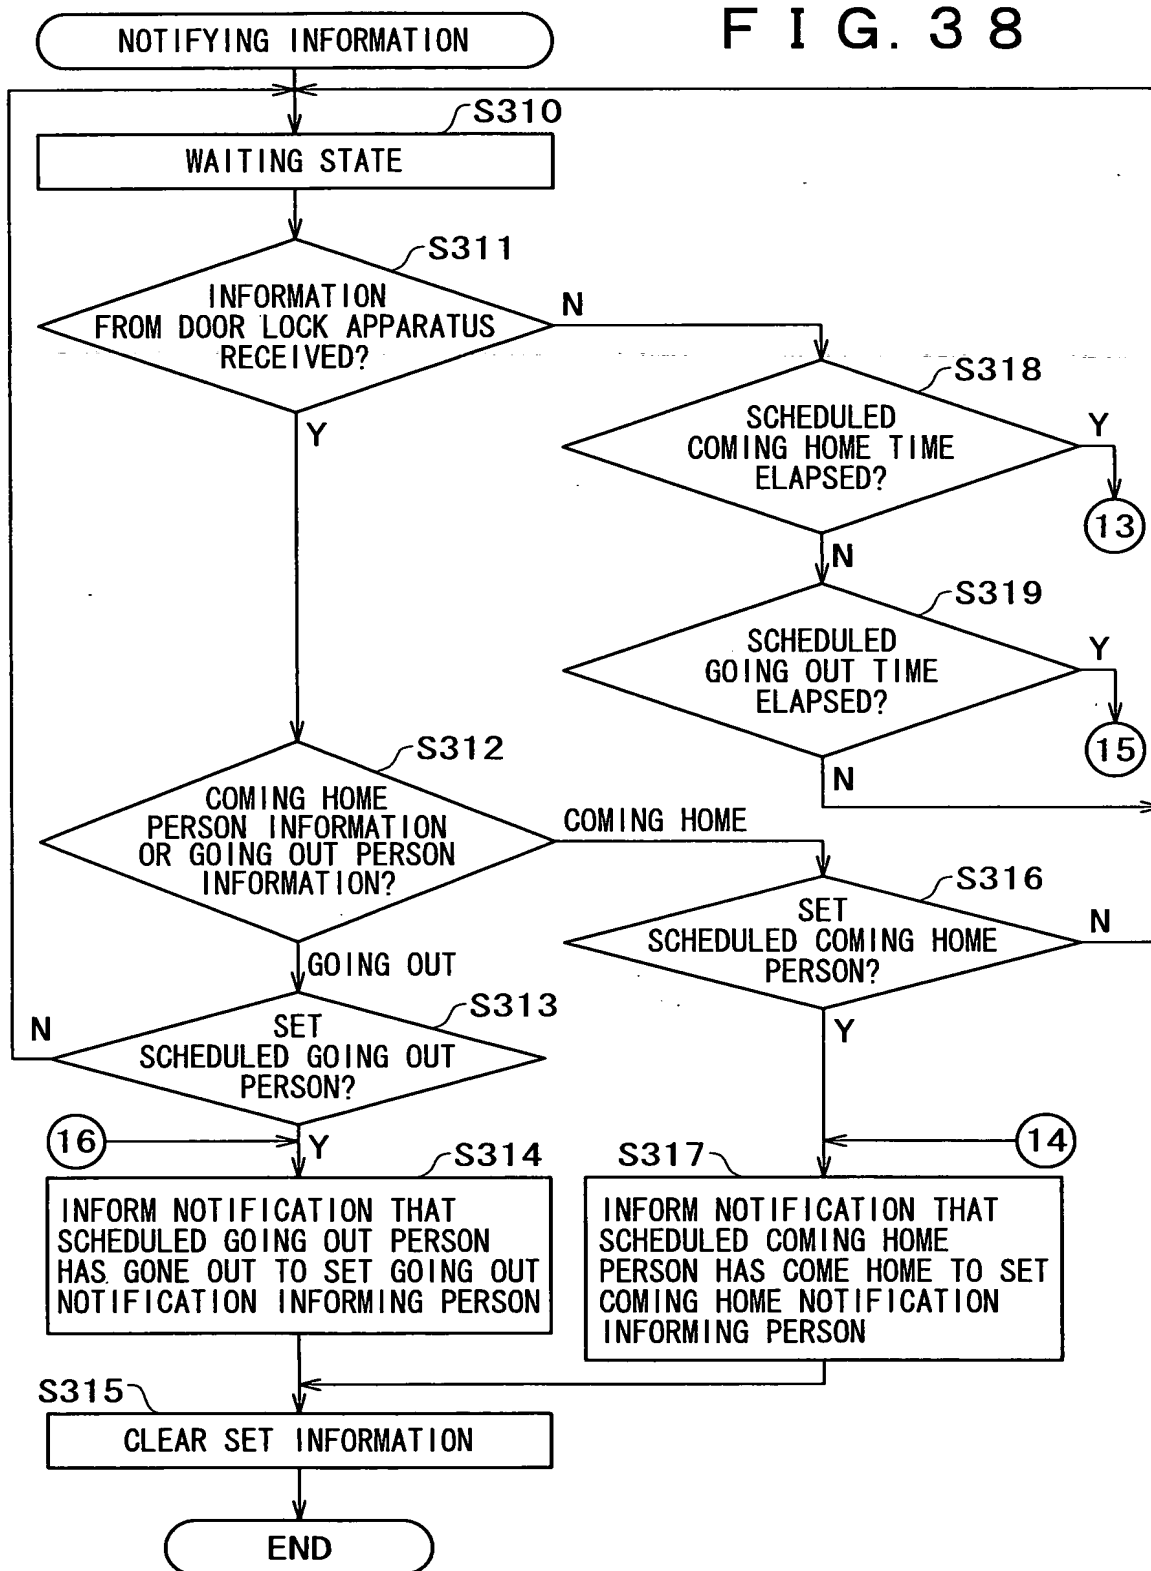 FIG. 38
NOTIFYING INFORMATION
S310
WAITING STATE
S311
INFORMATION
FROM DOOR LOCK APPARATUS
RECEIVED?
N
Y
S318
SCHEDULED
COMING HOME TIME
ELAPSED?
Y
13
N
S319
SCHEDULED
GOING OUT TIME
ELAPSED?
Y
15
N
S312
COMING HOME
PERSON INFORMATION
OR GOING OUT PERSON
INFORMATION?
COMING HOME
GOING OUT
S316
SET
SCHEDULED COMING HOME
PERSON?
N
Y
S313
SET
SCHEDULED GOING OUT
PERSON?
N
Y
16
14
S314
INFORM NOTIFICATION THAT
SCHEDULED GOING OUT PERSON
HAS GONE OUT TO SET GOING OUT
NOTIFICATION INFORMING PERSON
S317
INFORM NOTIFICATION THAT
SCHEDULED COMING HOME
PERSON HAS COME HOME TO SET
COMING HOME NOTIFICATION
INFORMING PERSON
S315
CLEAR SET INFORMATION
END